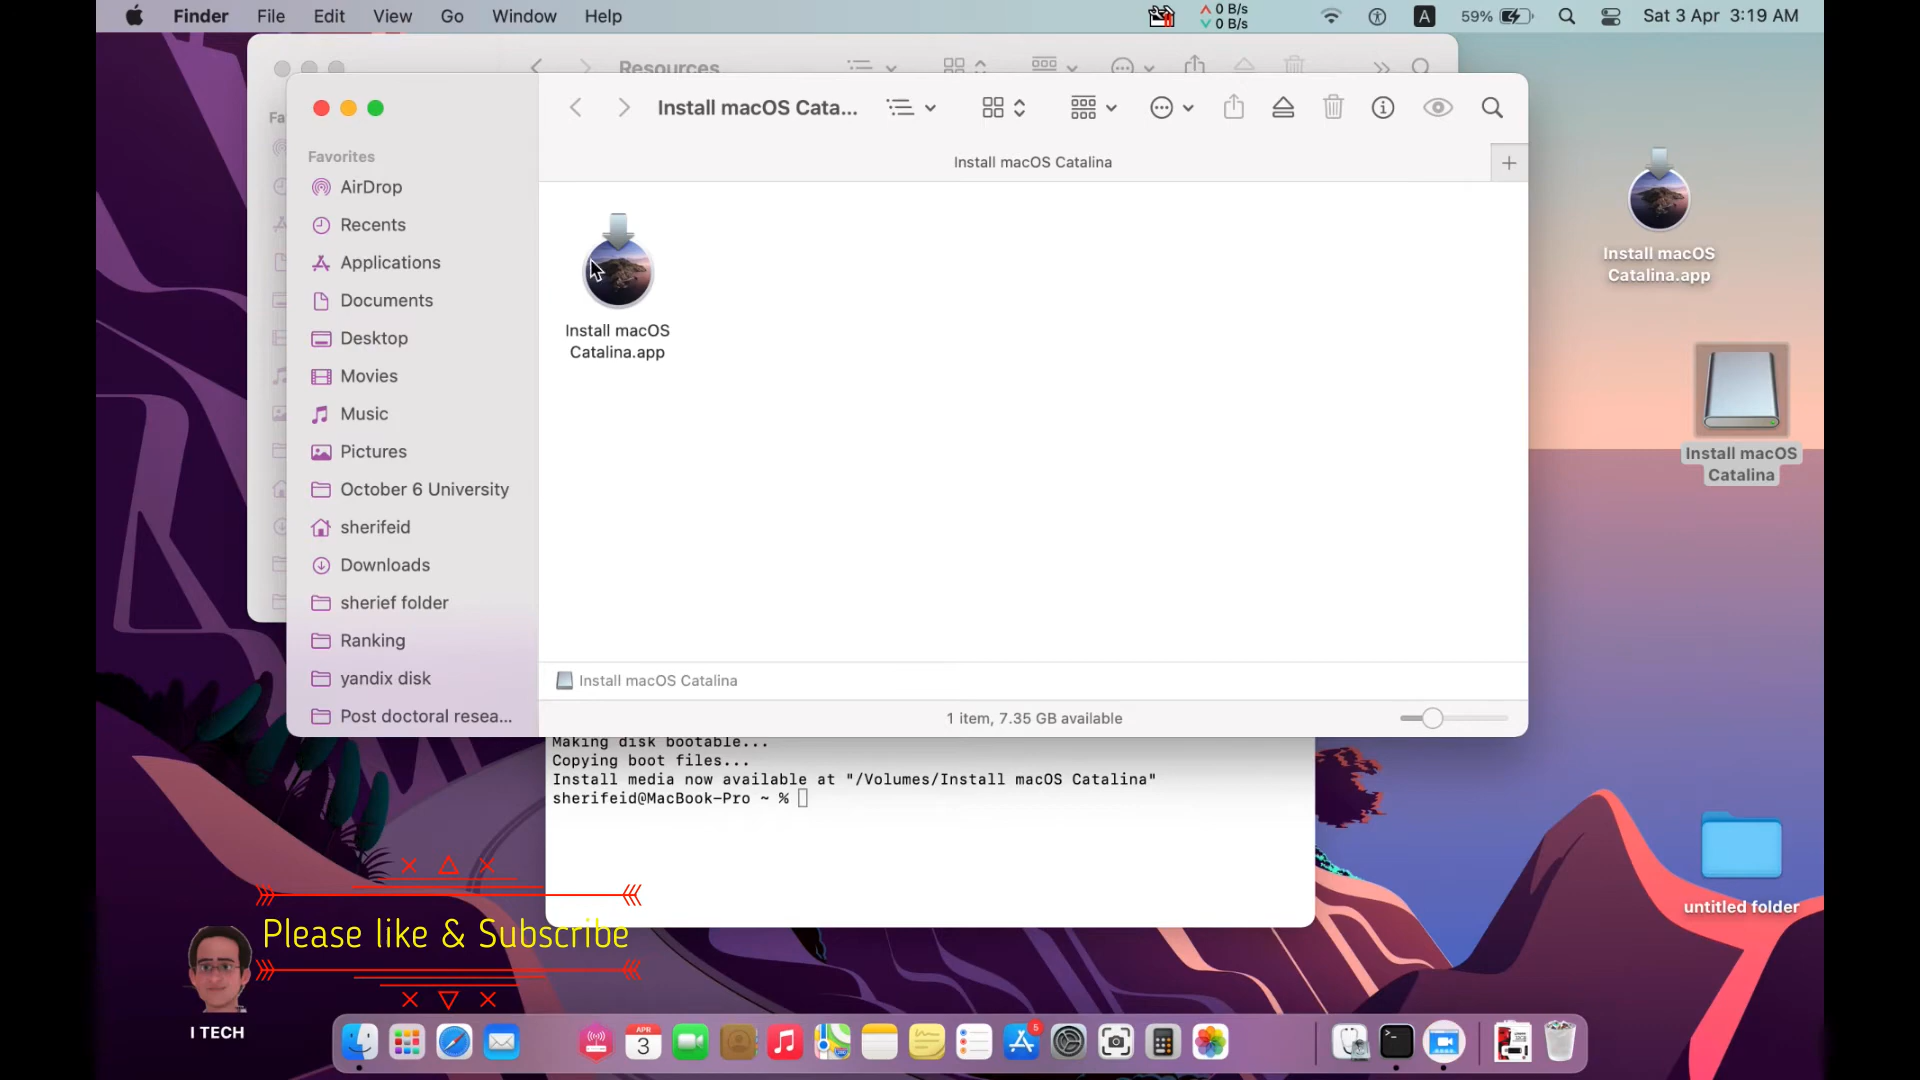 Finder File Edit View Go Window Help
0 B/s
0 B/s
A
59%
Sat 3 Apr 3:19 AM
Resources
Fa
Install macOS Cata...
Install macOS Catalina
Favorites
AirDrop
Recents
Applications
Documents
Desktop
Movies
Music
Pictures
October 6 University
sherifeid
Downloads
sherief folder
Ranking
yandix disk
Post doctoral resea...
Install macOS
Catalina.app
Install macOS Catalina
1 item, 7.35 GB available
Install macOS
Catalina.app
Install macOS
Catalina
untitled folder
Making disk bootable...
Copying boot files...
Install media now available at "/Volumes/Install macOS Catalina"
sherifeid@MacBook-Pro ~ %
Please like & Subscribe
I TECH
APR
3
5